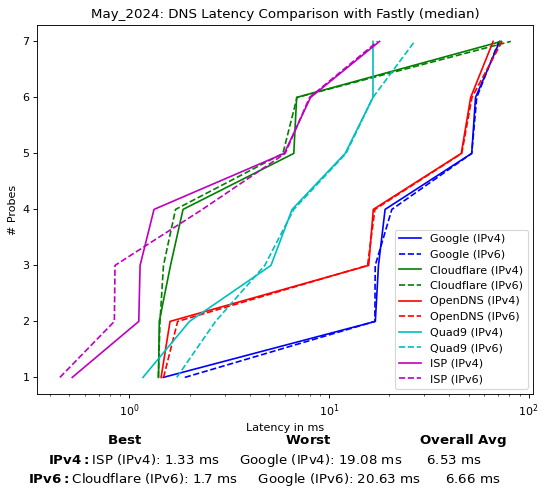 May_2024: DNS Latency Comparison with Fastly (median)
# Probes
7
6
5
4
3
2
1
Google (IPv4)
Google (IPv6)
Cloudflare (IPv4)
Cloudflare (IPv6)
OpenDNS (IPv4)
OpenDNS (IPv6)
Quad9 (IPv4)
Quad9 (IPv6)
ISP (IPv4)
ISP (IPv6)
10⁰ 10¹ 10²
Latency in ms
Best Worst Overall Avg
IPv4: ISP (IPv4): 1.33 ms Google (IPv4): 19.08 ms 6.53 ms
IPv6: Cloudflare (IPv6): 1.7 ms Google (IPv6): 20.63 ms 6.66 ms